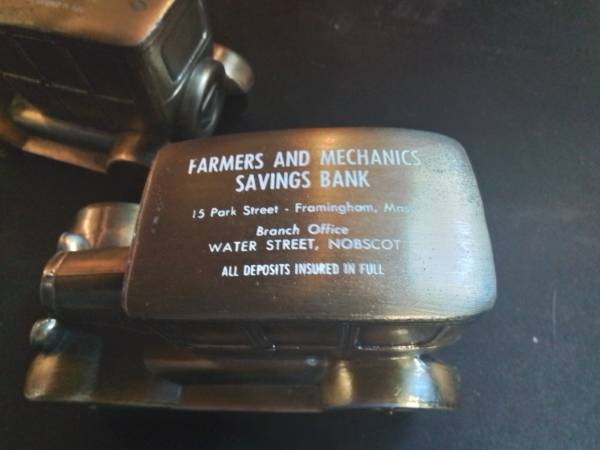 FARMERS AND MECHANICS
SAVINGS BANK
15 Park Street - Framingham,
Branch Office
WATER STREET, NOBSCOT
ALL DEPOSITS INSURED IN FULL